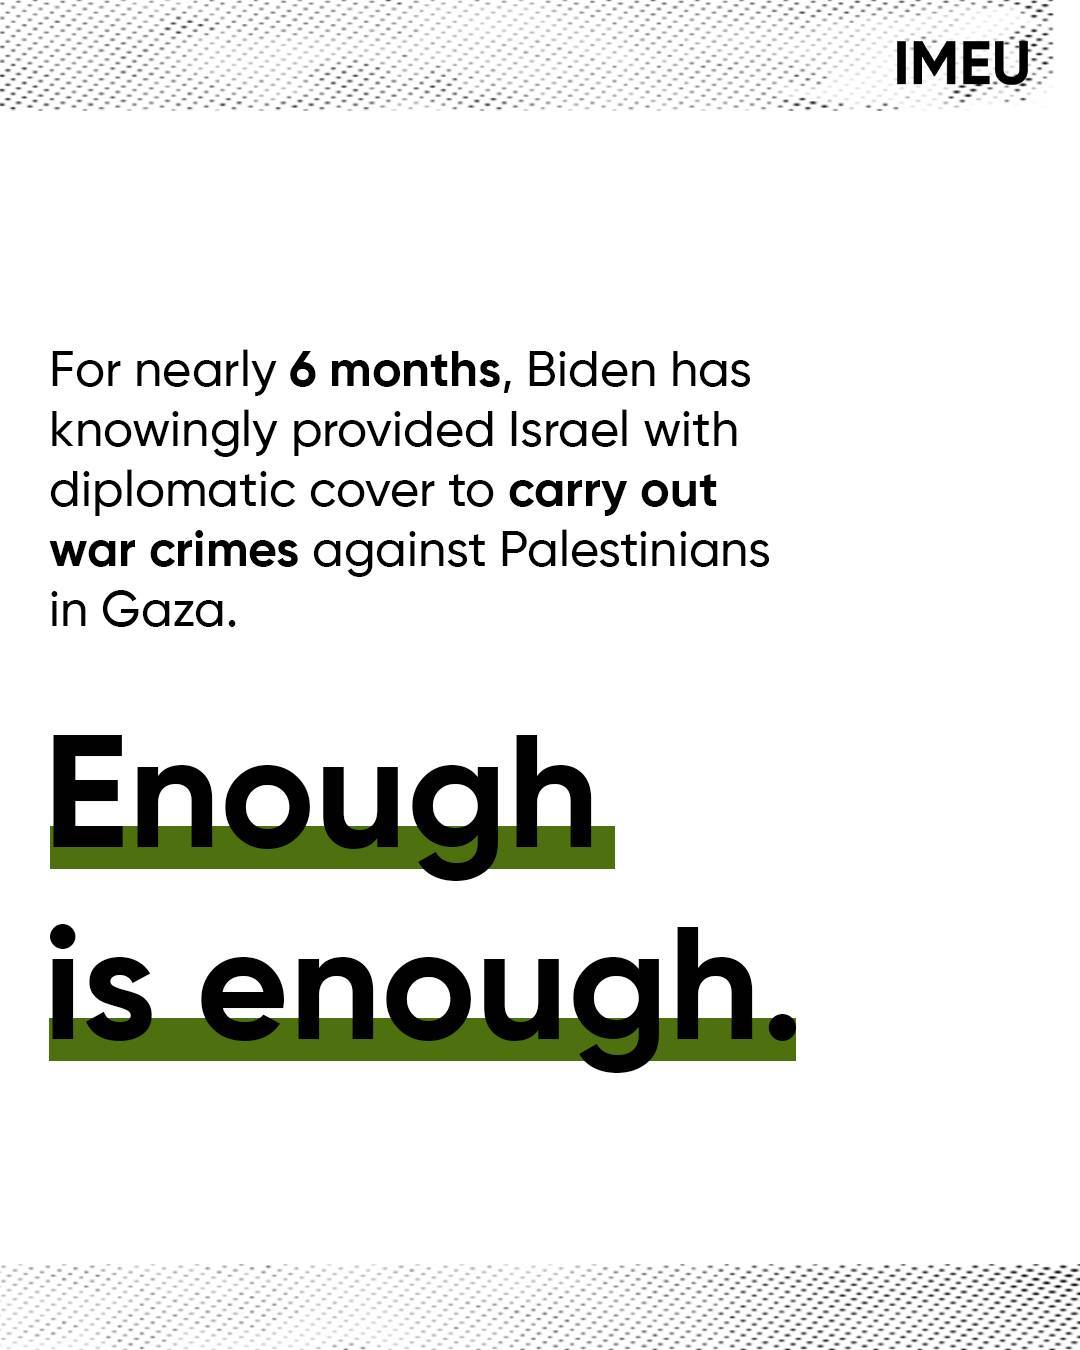 IMEU
For nearly 6 months, Biden has
knowingly provided Israel with
diplomatic cover to carry out
war crimes against Palestinians
in Gaza.
Enough
is enough.